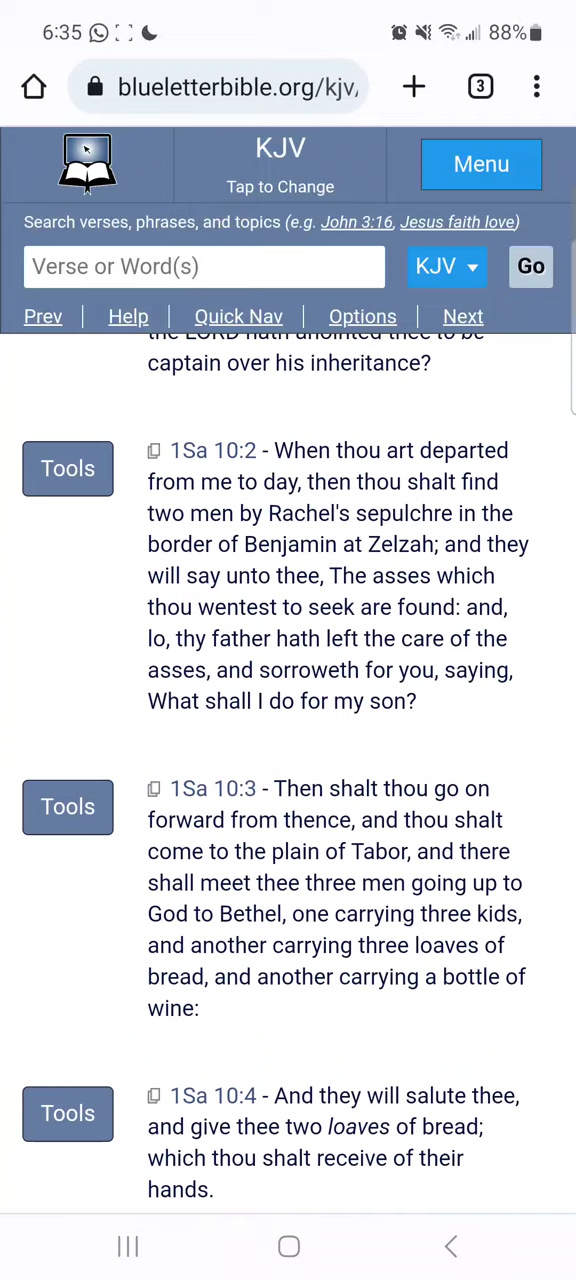 6:35
88%
blueletterbible.org/kjv/
3
KJV
Tap to Change
Menu
Search verses, phrases, and topics (e.g. John 3:16, Jesus faith love)
Verse or Word(s)
KJV
Go
Prev
Help
Quick Nav
Options
Next
the LORD hath anointed thee to be
captain over his inheritance?
Tools
1Sa 10:2 - When thou art departed
from me to day, then thou shalt find
two men by Rachel's sepulchre in the
border of Benjamin at Zelzah; and they
will say unto thee, The asses which
thou wentest to seek are found: and,
lo, thy father hath left the care of the
asses, and sorroweth for you, saying,
What shall I do for my son?
Tools
1Sa 10:3 - Then shalt thou go on
forward from thence, and thou shalt
come to the plain of Tabor, and there
shall meet thee three men going up to
God to Bethel, one carrying three kids,
and another carrying three loaves of
bread, and another carrying a bottle of
wine:
Tools
1Sa 10:4 - And they will salute thee,
and give thee two loaves of bread;
which thou shalt receive of their
hands.